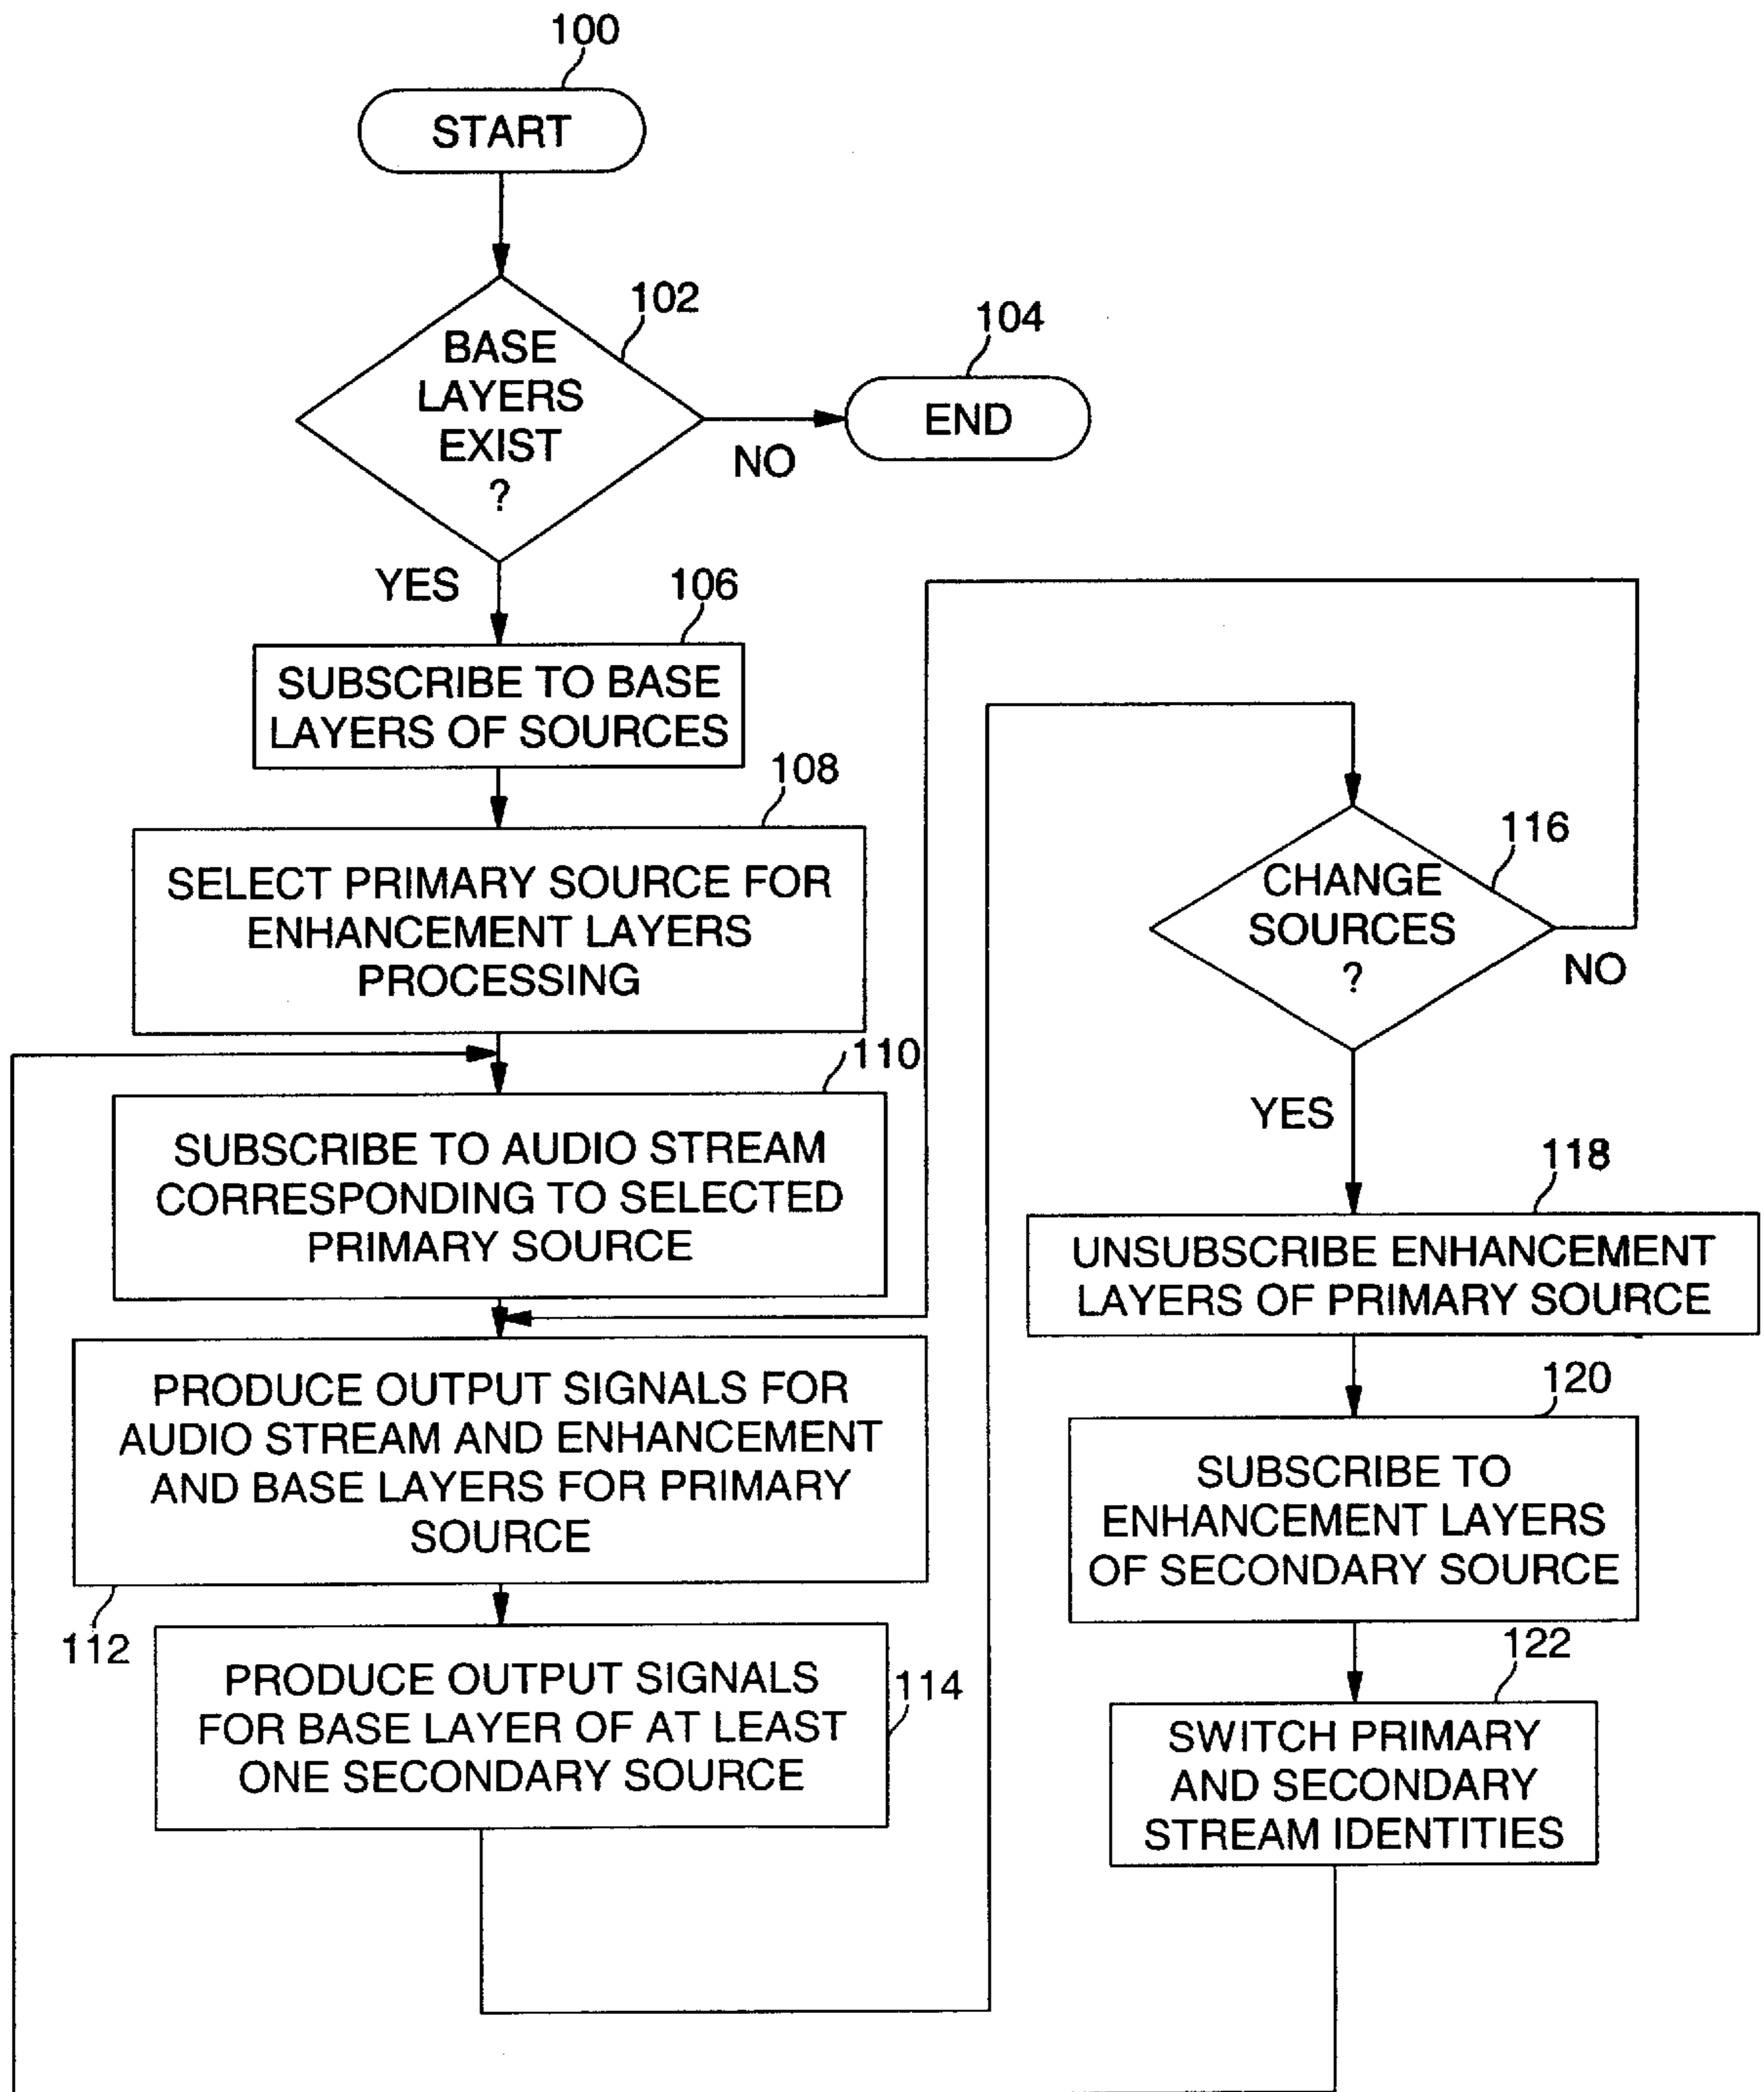 100
START
102
BASE
LAYERS
EXIST
?
104
END
NO
YES
106
SUBSCRIBE TO BASE
LAYERS OF SOURCES
108
SELECT PRIMARY SOURCE FOR
ENHANCEMENT LAYERS
PROCESSING
110
SUBSCRIBE TO AUDIO STREAM
CORRESPONDING TO SELECTED
PRIMARY SOURCE
PRODUCE OUTPUT SIGNALS FOR
AUDIO STREAM AND ENHANCEMENT
AND BASE LAYERS FOR PRIMARY
SOURCE
112
PRODUCE OUTPUT SIGNALS
FOR BASE LAYER OF AT LEAST
ONE SECONDARY SOURCE
114
116
CHANGE
SOURCES
?
NO
YES
118
UNSUBSCRIBE ENHANCEMENT
LAYERS OF PRIMARY SOURCE
120
SUBSCRIBE TO
ENHANCEMENT LAYERS
OF SECONDARY SOURCE
122
SWITCH PRIMARY
AND SECONDARY
STREAM IDENTITIES